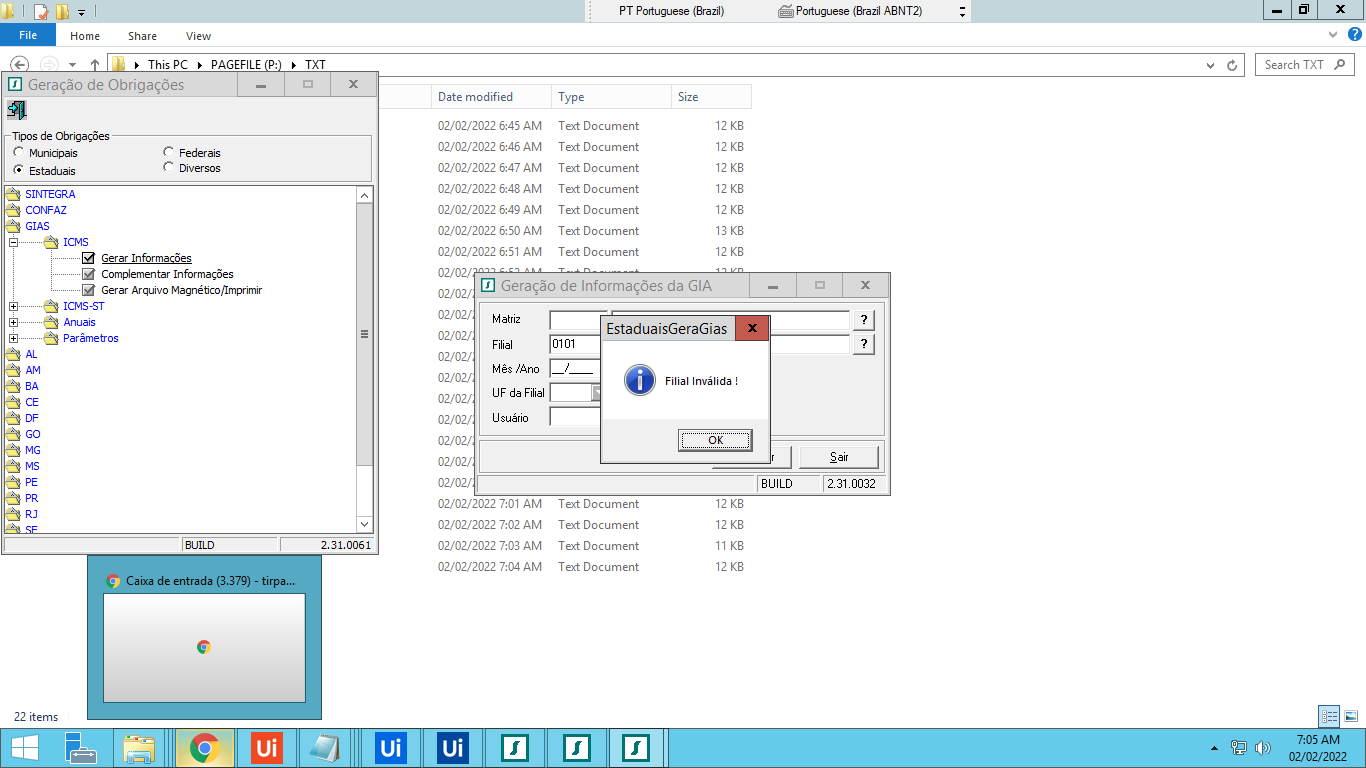 PT Portuguese (Brazil) Portuguese (Brazil ABNT2)
File Home Share View
This PC PAGEFILE (P:) TXT
Search TXT
Geração de Obrigações
Tipos de Obrigações
Municipais Federais
Estaduais Diversos
SINTEGRA
CONFAZ
GIAS
ICMS
Gerar Informações
Complementar Informações
Gerar Arquivo Magnético/Imprimir
ICMS-ST
Anuais
Parâmetros
AL
AM
BA
CE
DF
GO
MG
MS
PE
PR
RJ
SE
BUILD 2.31.0061
Date modified Type Size
02/02/2022 6:45 AM Text Document 12 KB
02/02/2022 6:46 AM Text Document 12 KB
02/02/2022 6:47 AM Text Document 12 KB
02/02/2022 6:48 AM Text Document 12 KB
02/02/2022 6:49 AM Text Document 12 KB
02/02/2022 6:50 AM Text Document 13 KB
02/02/2022 6:51 AM Text Document 12 KB
Geração de Informações da GIA
Matriz ?
Filial 0101 ?
Mês /Ano __/____
UF da Filial
Usuário
Sair
BUILD 2.31.0032
EstaduaisGeraGias
Filial Inválida !
OK
02/02/2022 7:01 AM Text Document 12 KB
02/02/2022 7:02 AM Text Document 12 KB
02/02/2022 7:03 AM Text Document 11 KB
02/02/2022 7:04 AM Text Document 12 KB
Caixa de entrada (3.379) - tirpa...
22 items
Ui Ui Ui
7:05 AM
02/02/2022